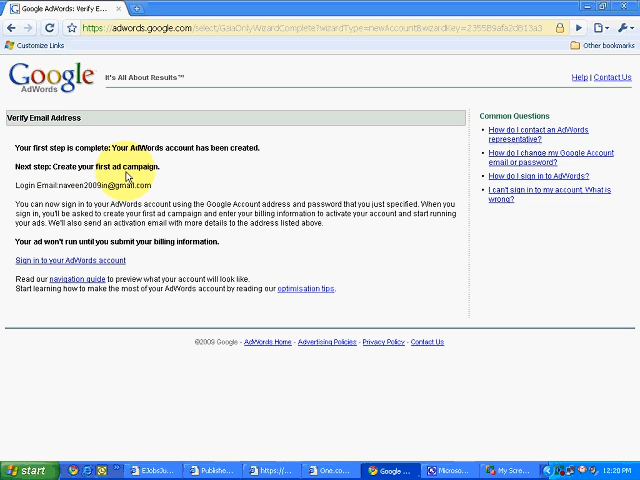 Google AdWords: Verify E...
https://adwords.google.com/select/GaiaOnlyWizardComplete?wizardType=newAccount&wizardKey=
Customize Links
Other bookmarks
Google
AdWords
It's All About Results™
Help | Contact Us
Verify Email Address
Your first step is complete: Your AdWords account has been created.
Next step: Create your first ad campaign.
Login Email:naveen2009in@gmail.com
You can now sign in to your AdWords account using the Google Account address and password that you just specified. When you
sign in, you'll be asked to create your first ad campaign and enter your billing information to activate your account and start running
your ads. We'll also send an activation email with more details to the address listed above.
Your ad won't run until you submit your billing information.
Sign in to your AdWords account
Read our navigation guide to preview what your account will look like.
Start learning how to make the most of your AdWords account by reading our optimisation tips.
Common Questions
How do I contact an AdWords
representative?
How do I change my Google Account
email or password?
How do I sign in to AdWords?
I can't sign in to my account. What is
wrong?
©2009 Google - AdWords Home - Advertising Policies - Privacy Policy - Contact Us
start
EJobsJu...
Publishe...
https://...
One.co...
Google ...
Microso...
My Scre...
12:20 PM